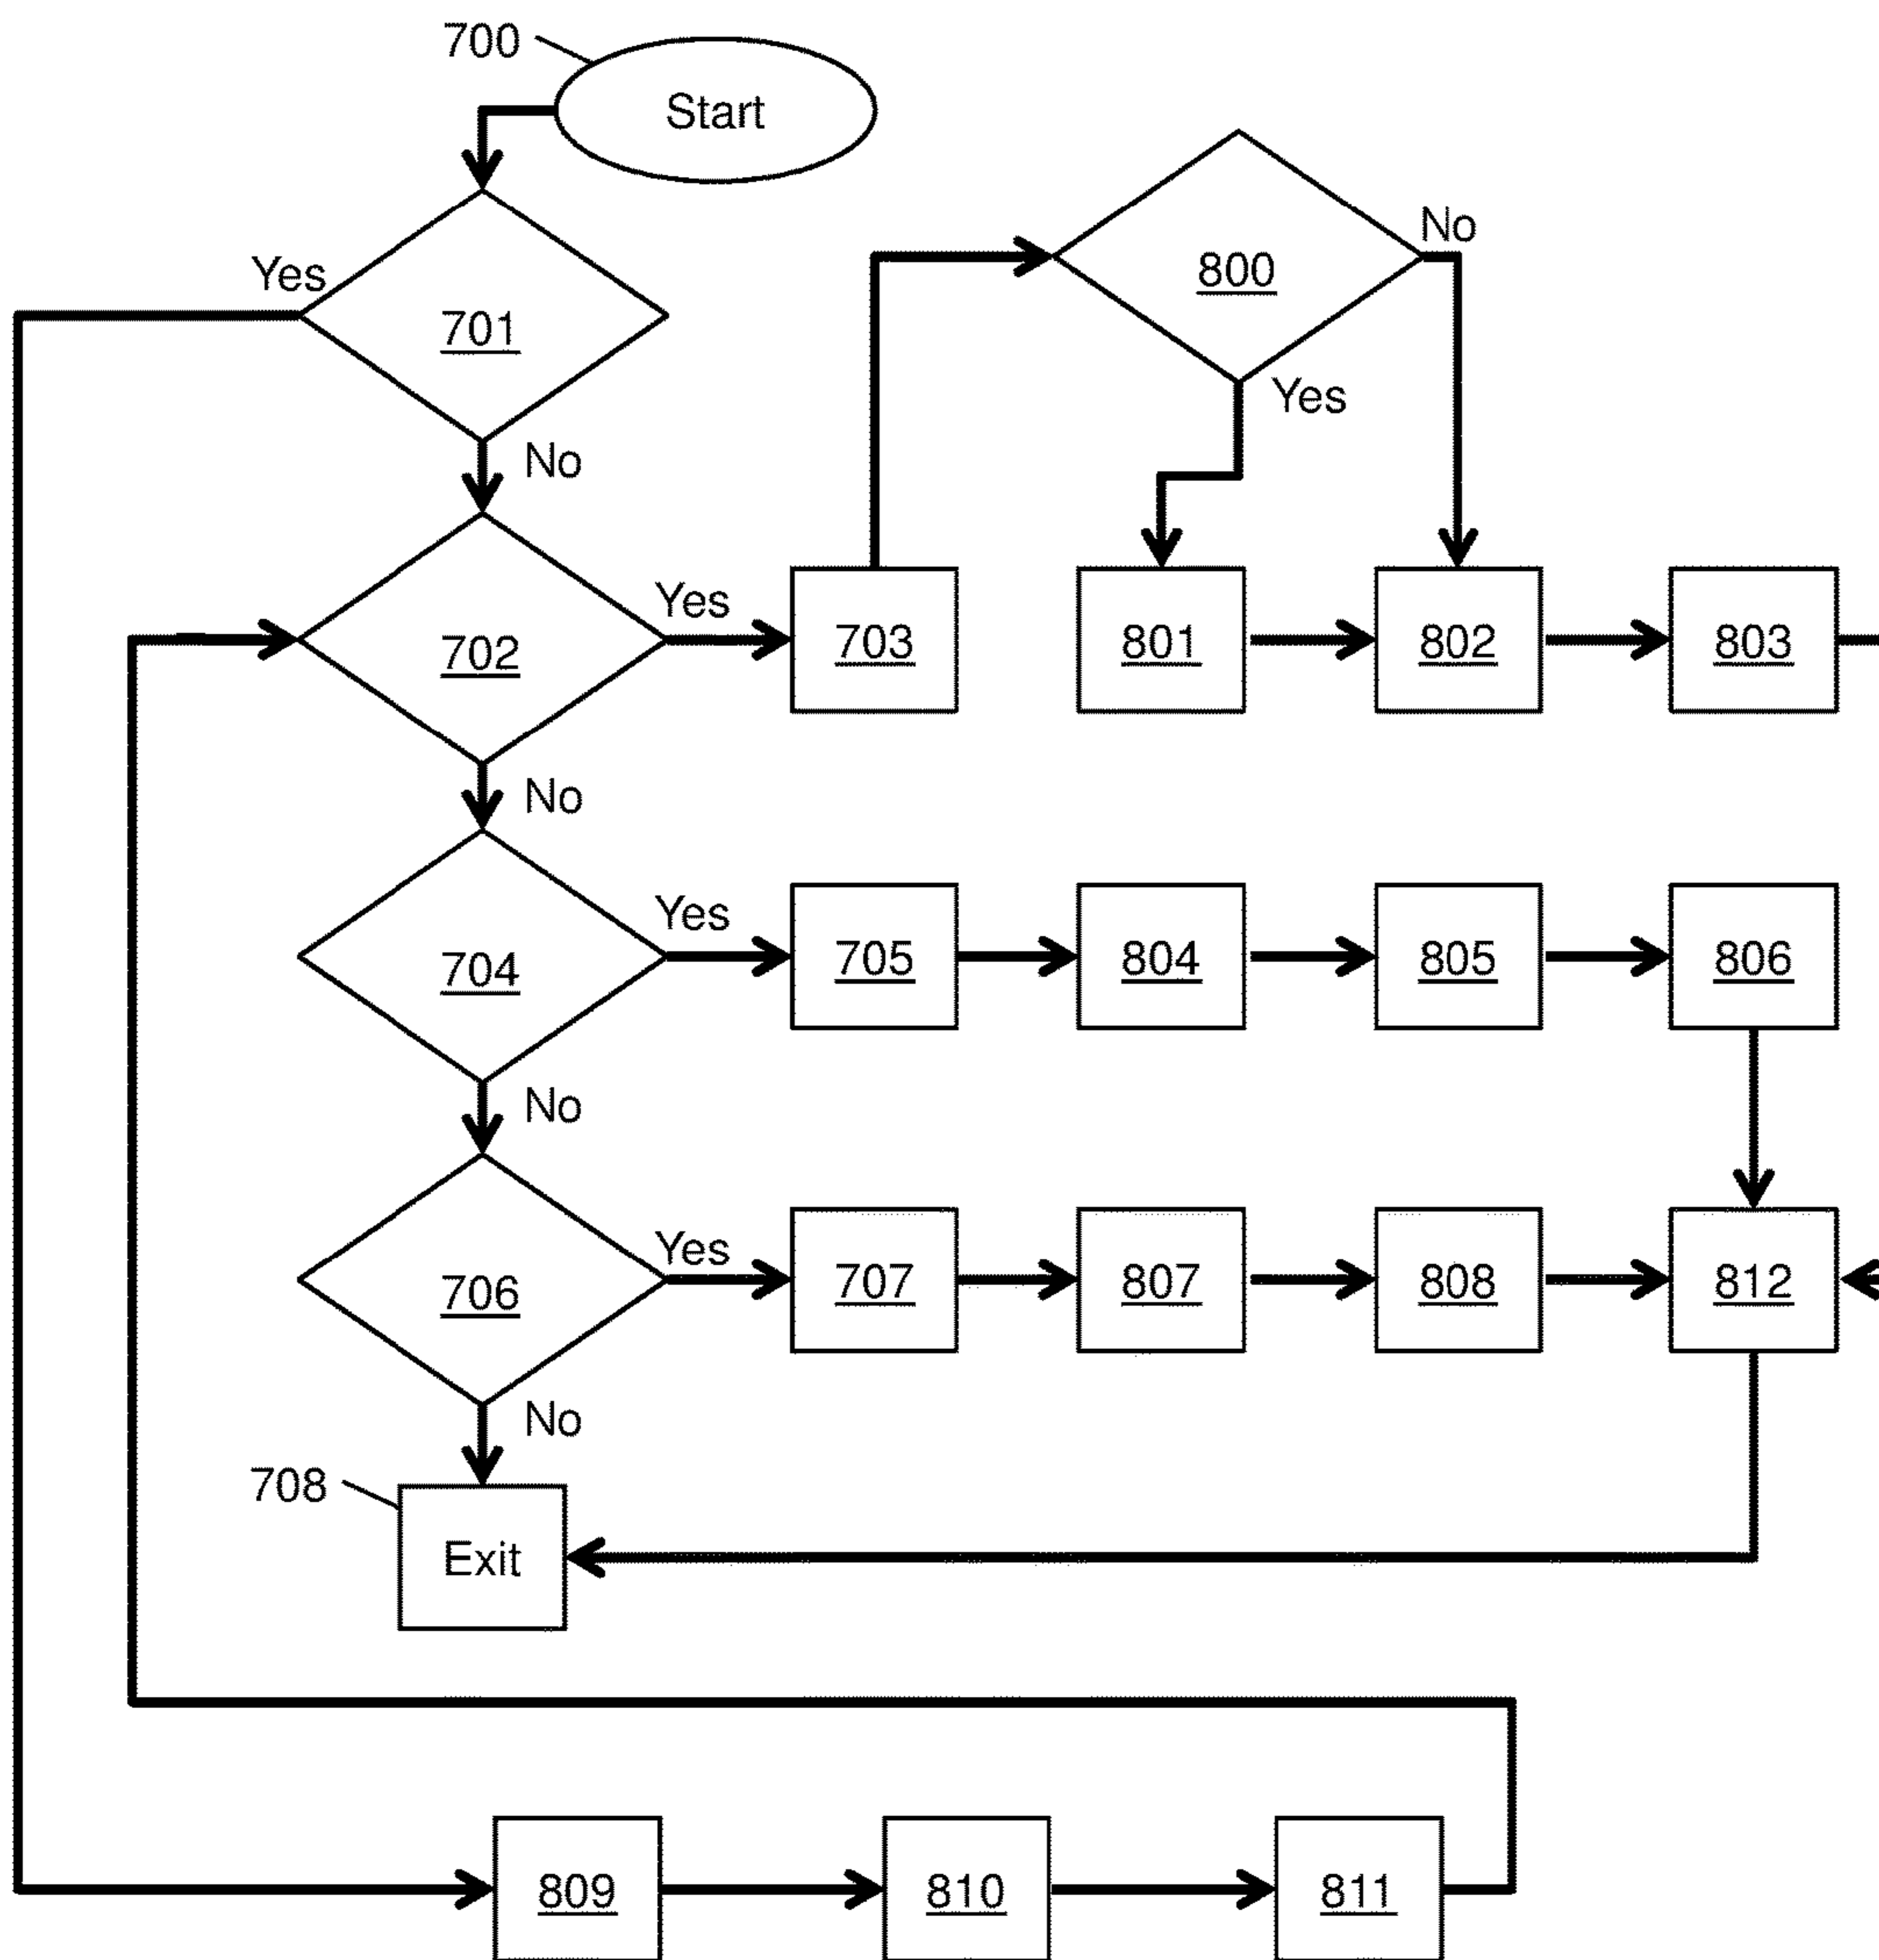 700
Start
Yes
701
No
800
No
Yes
702
Yes
703
801
802
803
No
704
Yes
705
804
805
806
No
706
Yes
707
807
808
812
No
708
Exit
809
810
811